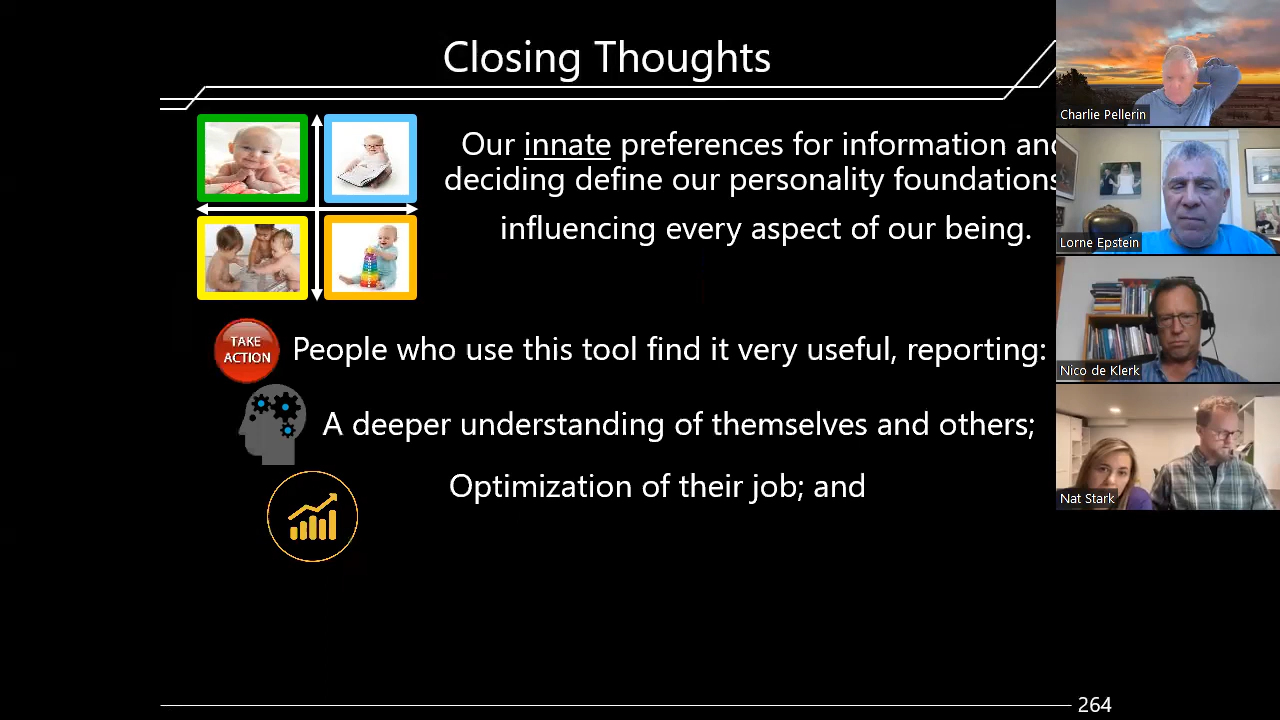 Closing Thoughts
Our innate preferences for information and
deciding define our personality foundations
influencing every aspect of our being.
TAKE
ACTION
People who use this tool find it very useful, reporting:
A deeper understanding of themselves and others;
Optimization of their job; and
264
Charlie Pellerin
Lorne Epstein
Nico de Klerk
Nat Stark